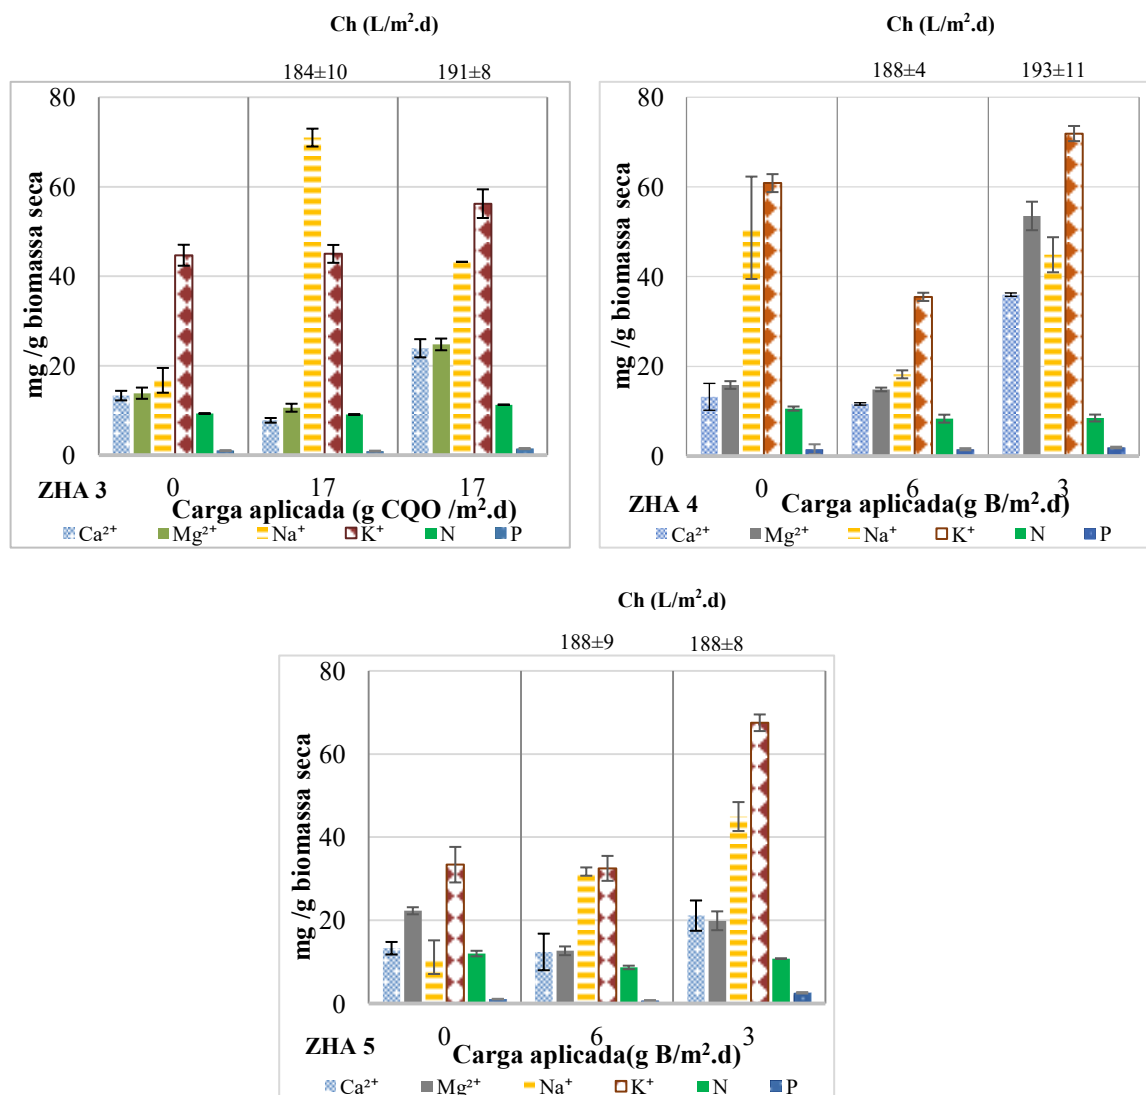 Ch (L/m².d)
184±10 191±8
80
60
40
20
0
mg /g biomassa seca
0 17 17
ZHA 3
Carga aplicada (g CQO /m².d)
Ca²⁺ Mg²⁺ Na⁺ K⁺ N P
Ch (L/m².d)
188±4 193±11
80
60
40
20
0
mg /g biomassa seca
0 6 3
ZHA 4
Carga aplicada(g B/m².d)
Ca²⁺ Mg²⁺ Na⁺ K⁺ N P
Ch (L/m².d)
188±9 188±8
80
60
40
20
0
mg /g biomassa seca
0 6 3
ZHA 5
Carga aplicada(g B/m².d)
Ca²⁺ Mg²⁺ Na⁺ K⁺ N P